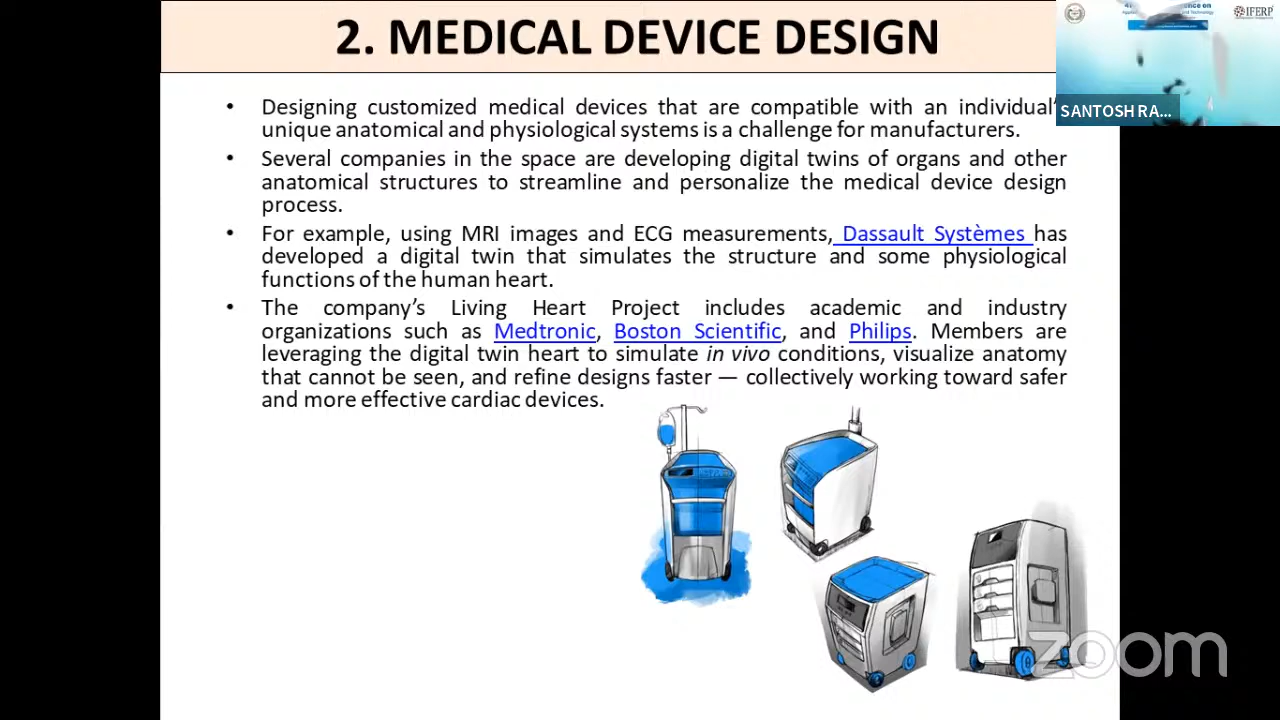 2. MEDICAL DEVICE DESIGN
IFERP
SANTOSH RA...
• Designing customized medical devices that are compatible with an individual's
unique anatomical and physiological systems is a challenge for manufacturers.
• Several companies in the space are developing digital twins of organs and other
anatomical structures to streamline and personalize the medical device design
process.
• For example, using MRI images and ECG measurements, Dassault Systèmes has
developed a digital twin that simulates the structure and some physiological
functions of the human heart.
• The company’s Living Heart Project includes academic and industry
organizations such as Medtronic, Boston Scientific, and Philips. Members are
leveraging the digital twin heart to simulate in vivo conditions, visualize anatomy
that cannot be seen, and refine designs faster — collectively working toward safer
and more effective cardiac devices.
zoom